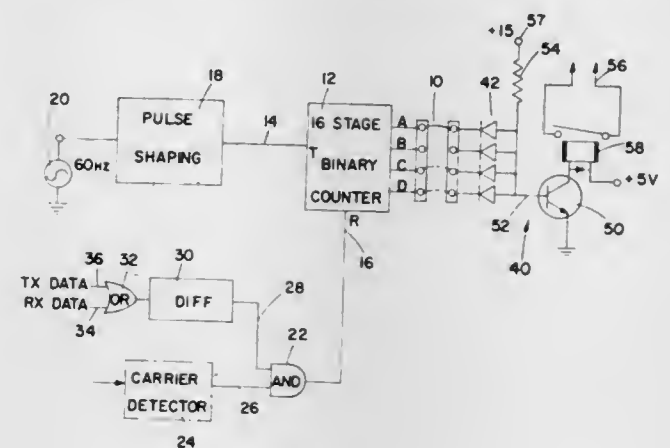 57
+15
54
56
18
12
10
42
20
PULSE
SHAPING
14
16 STAGE
BINARY
COUNTER
T
R
A
B
C
D
60HZ
58
+5V
50
52
40
16
36
32
30
TX DATA
RX DATA
OR
34
DIFF
28
22
AND
CARRIER
DETECTOR
26
24